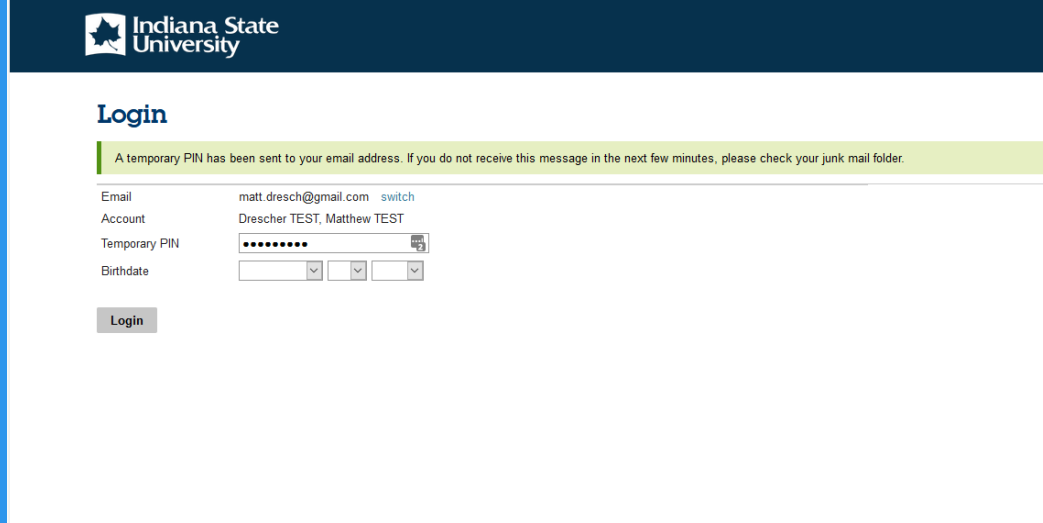 Indiana State
University
Login
A temporary PIN has been sent to your email address. If you do not receive this message in the next few minutes, please check your junk mail folder.
Email matt.dresch@gmail.com switch
Account Drescher TEST, Matthew TEST
Temporary PIN ••••••••• 2
Birthdate
Login